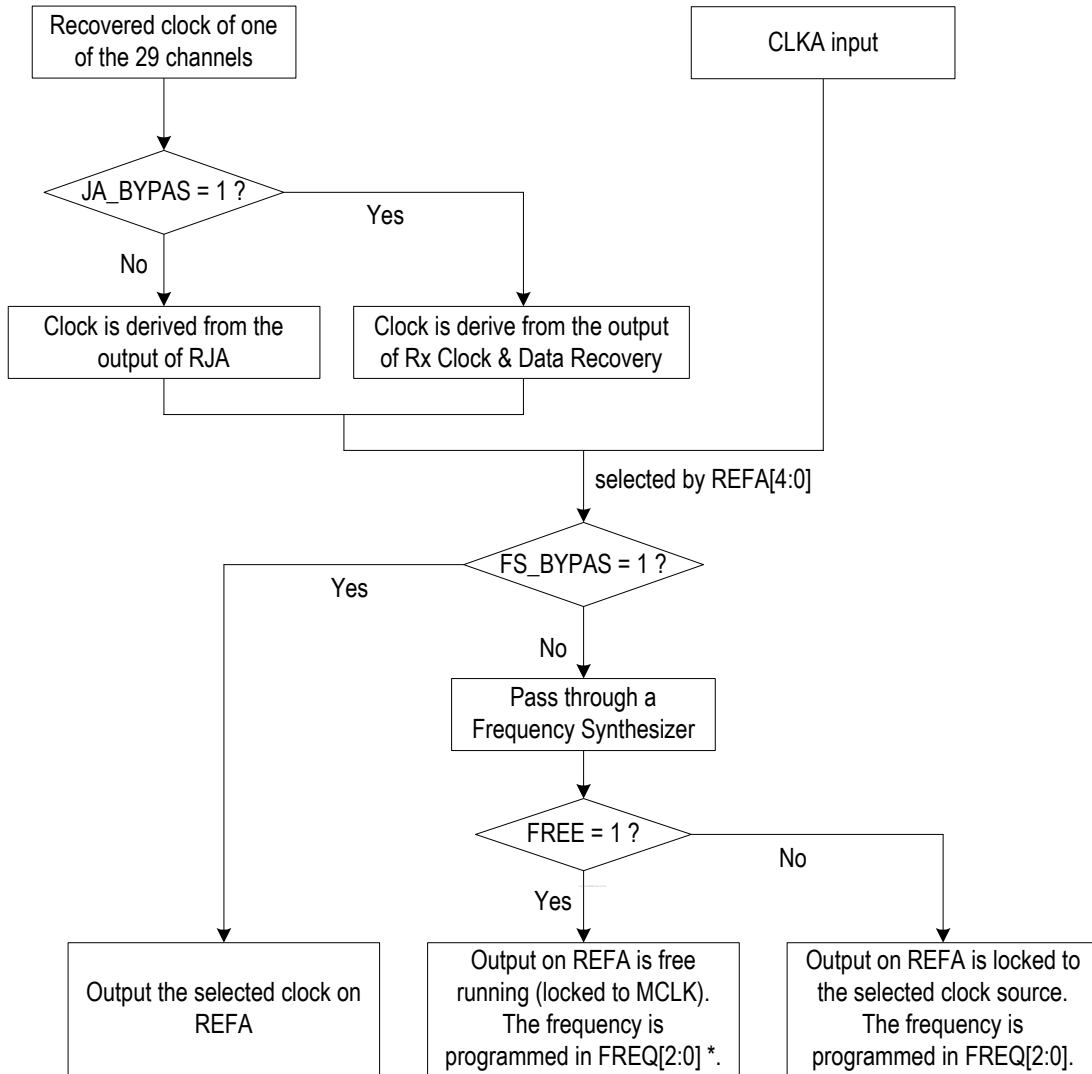 Recovered clock of one
of the 29 channels
CLKA input
JA_BYPAS = 1 ?
Yes
No
Clock is derived from the
output of RJA
Clock is derive from the output
of Rx Clock & Data Recovery
selected by REFA[4:0]
FS_BYPAS = 1 ?
Yes
No
Pass through a
Frequency Synthesizer
FREE = 1 ?
No
Yes
Output the selected clock on
REFA
Output on REFA is free
running (locked to MCLK).
The frequency is
programmed in FREQ[2:0] *.
Output on REFA is locked to
the selected clock source.
The frequency is
programmed in FREQ[2:0].